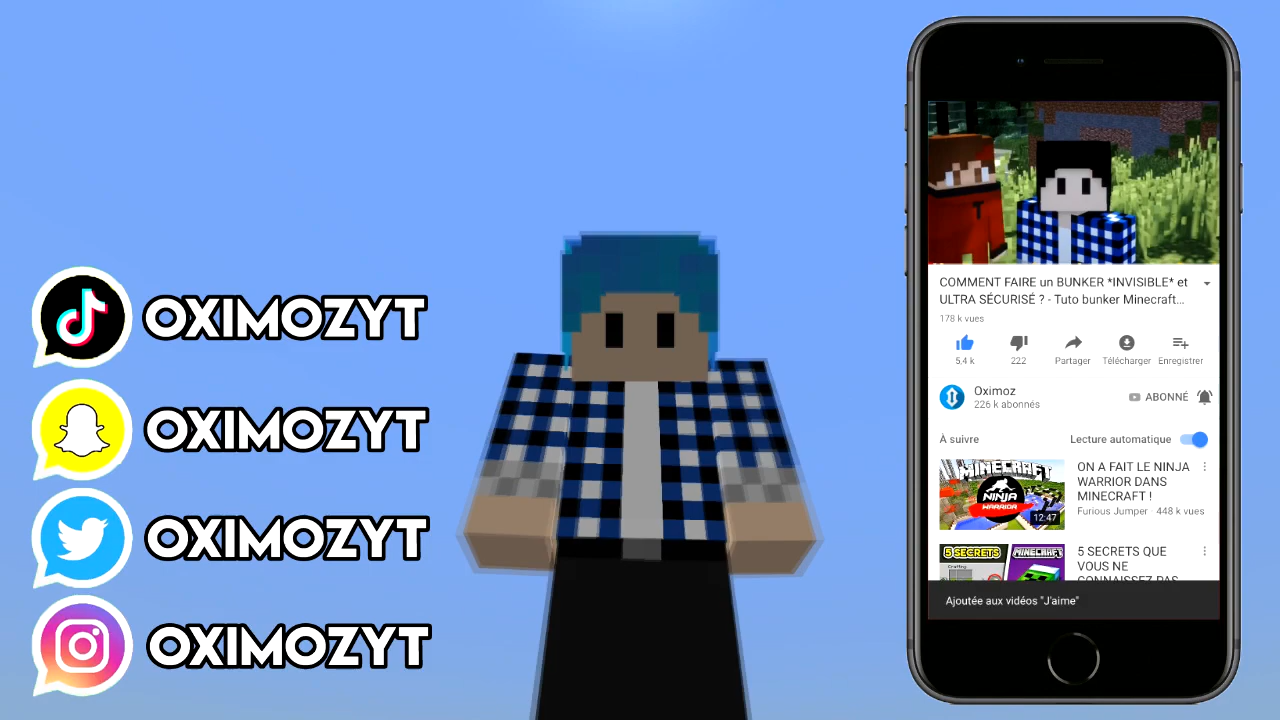 OXIMOZYT
OXIMOZYT
OXIMOZYT
OXIMOZYT
COMMENT FAIRE un BUNKER *INVISIBLE* et
ULTRA SÉCURISÉ ? - Tuto bunker Minecraft...
178 k vues
5.4 k
222
Partager
Télécharger
Enregistrer
Oximoz
226 k abonnés
ABONNÉ
À suivre
Lecture automatique
MINECRAFT
NINJA
WARRIOR
12:47
ON A FAIT LE NINJA
WARRIOR DANS
MINECRAFT !
Furious Jumper 448 k vues
5 SECRETS
MINECRAFT
Crafting
5 SECRETS QUE
VOUS NE
CONNAISSEZ PAS
Ajoutée aux vidéos "J'aime"